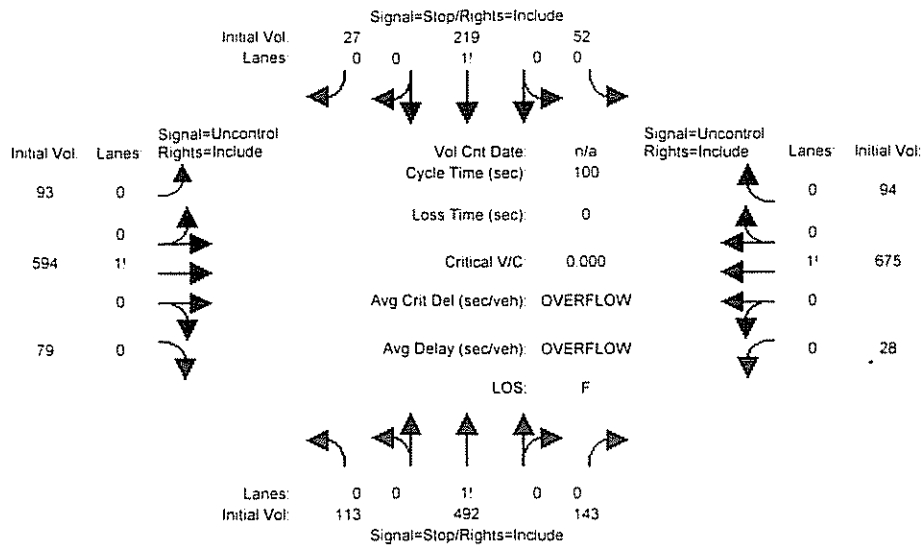 Signal=Stop/Rights=Include
Initial Vol: 27 219 52
Lanes: 0 0 1! 0 0
Signal=Uncontrol
Initial Vol: Lanes: Rights=Include
Vol Cnt Date: n/a
Signal=Uncontrol
Rights=Include Lanes: Initial Vol:
Cycle Time (sec): 100
93 0
0 94
Loss Time (sec): 0
0
0
594 1!
Critical V/C: 0.000
1! 675
0
Avg Crit Del (sec/veh): OVERFLOW
0
79 0
Avg Delay (sec/veh): OVERFLOW
0 28
LOS: F
Lanes: 0 0 1! 0 0
Initial Vol: 113 492 143
Signal=Stop/Rights=Include